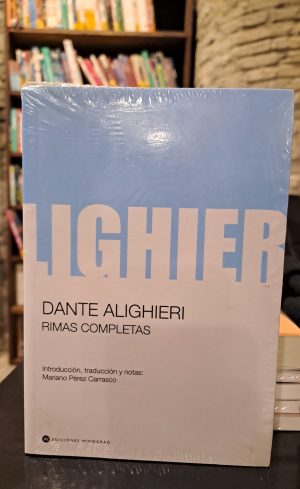 LIGHIER
DANTE ALIGHIERI
RIMAS COMPLETAS
Introducción, traducción y notas:
Mariano Pérez Carrasco
EDICIONES WINOGRAD